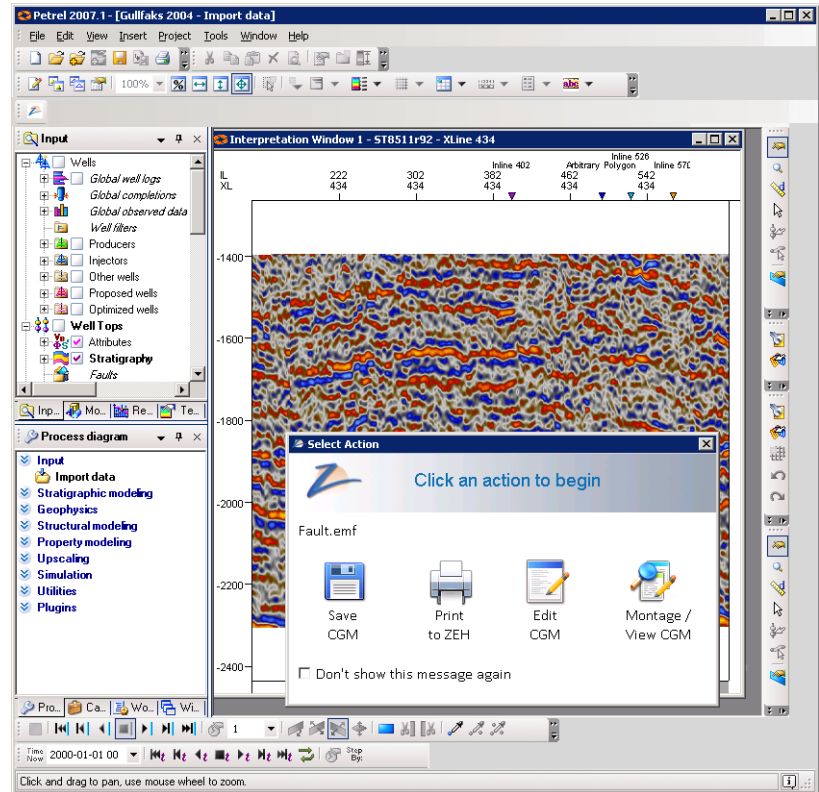 Petrel 2007.1 - [Gullfaks 2004 - Import data]
File Edit View Insert Project Tools Window Help
100%
abc
Input
Wells
Global well logs
Global completions
Global observed data
Well filters
Producers
Injectors
Other wells
Proposed wells
Optimized wells
Well Tops
Attributes
Stratigraphy
Faults
Inp... Mo... Re... Te...
Process diagram
Input
Import data
Stratigraphic modeling
Geophysics
Structural modeling
Property modeling
Upscaling
Simulation
Utilities
Plugins
Pro... Ca... Wo... Wi...
Interpretation Window 1 - ST8511r92 - XLine 434
Inline 526
Inline 402 Arbitrary Polygon Inline 570
IL 222 302 382 462 542
XL 434 434 434 434 434
-1400
-1600
-1800
-2000
-2200
-2400
Select Action
Click an action to begin
Fault.emf
Save CGM
Print to ZEH
Edit CGM
Montage / View CGM
Don't show this message again
1
Time Now 2000-01-01 00 Step By:
Click and drag to pan, use mouse wheel to zoom.